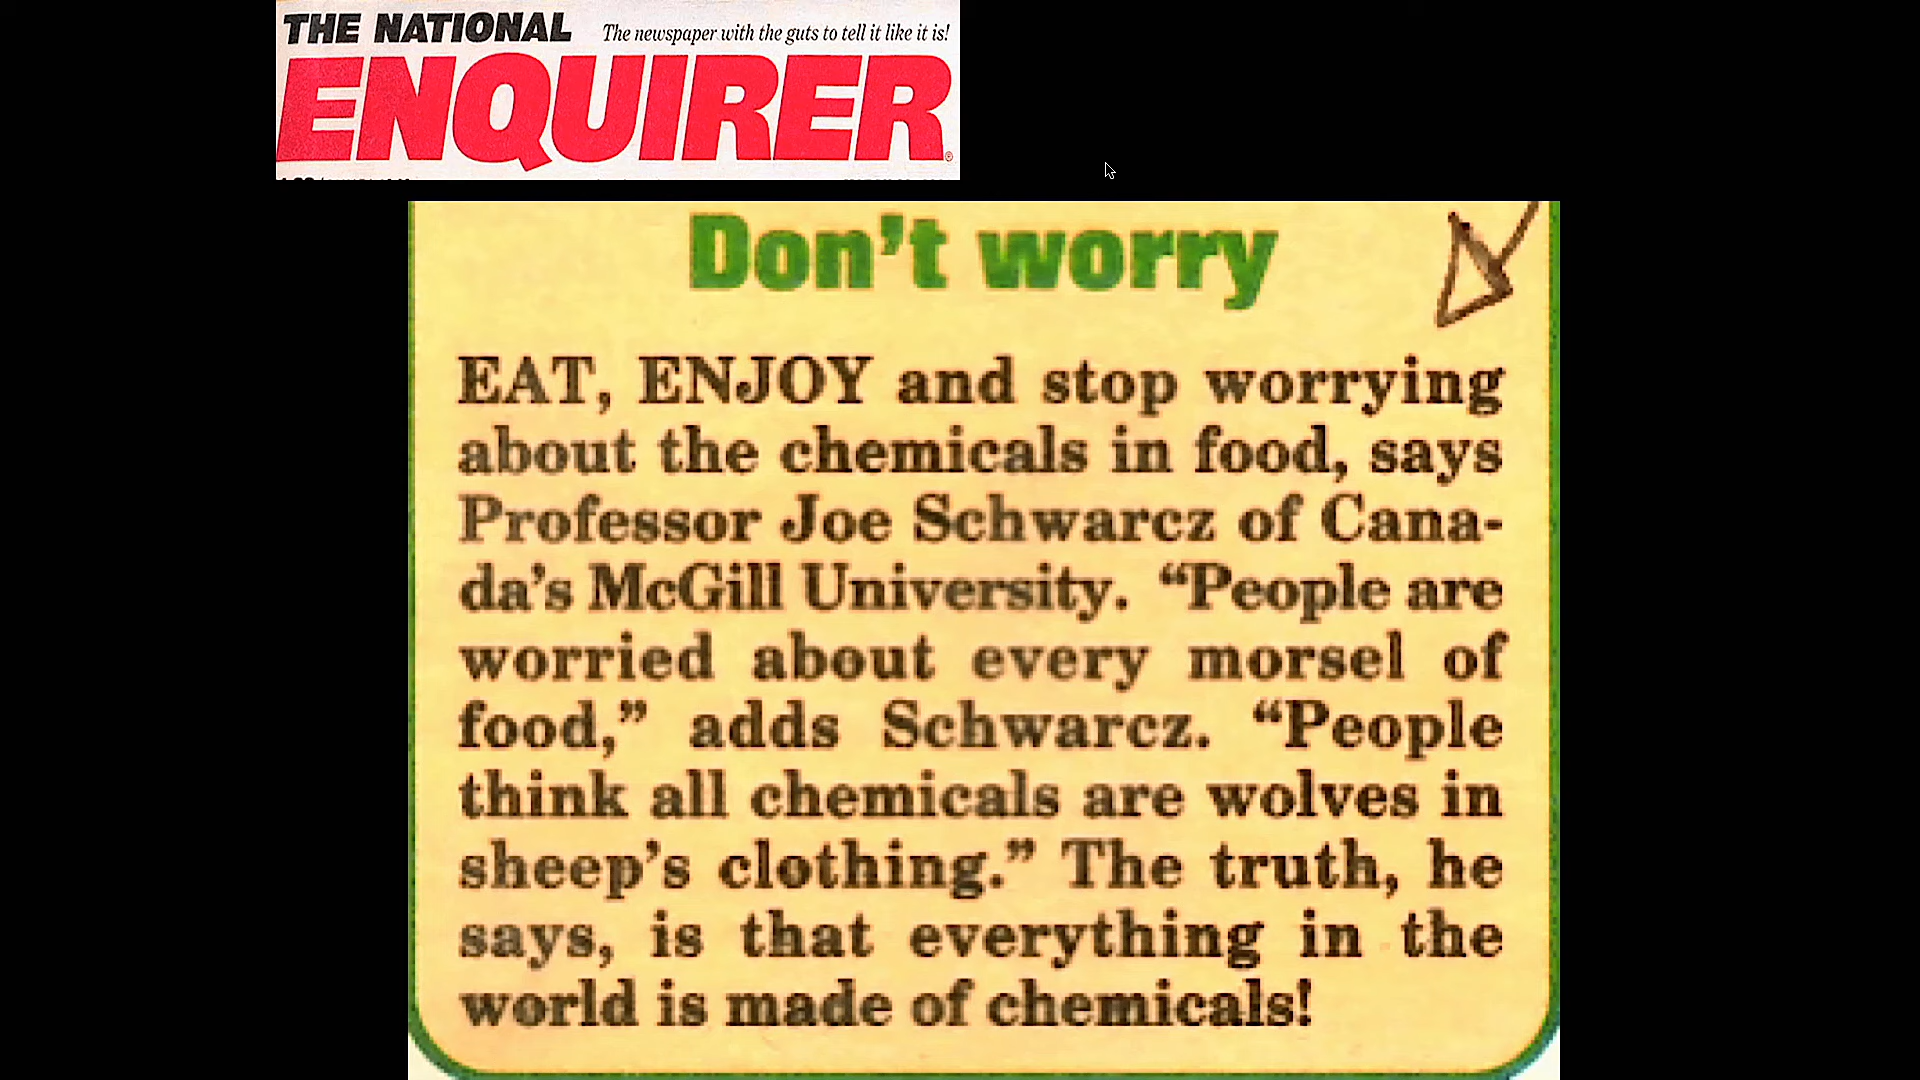 THE NATIONAL
The newspaper with the guts to tell it like it is!
ENQUIRER
Don't worry
EAT, ENJOY and stop worrying
about the chemicals in food, says
Professor Joe Schwarcz of Cana-
da's McGill University. “People are
worried about every morsel of
food,” adds Schwarcz. “People
think all chemicals are wolves in
sheep's clothing.” The truth, he
says, is that everything in the
world is made of chemicals!